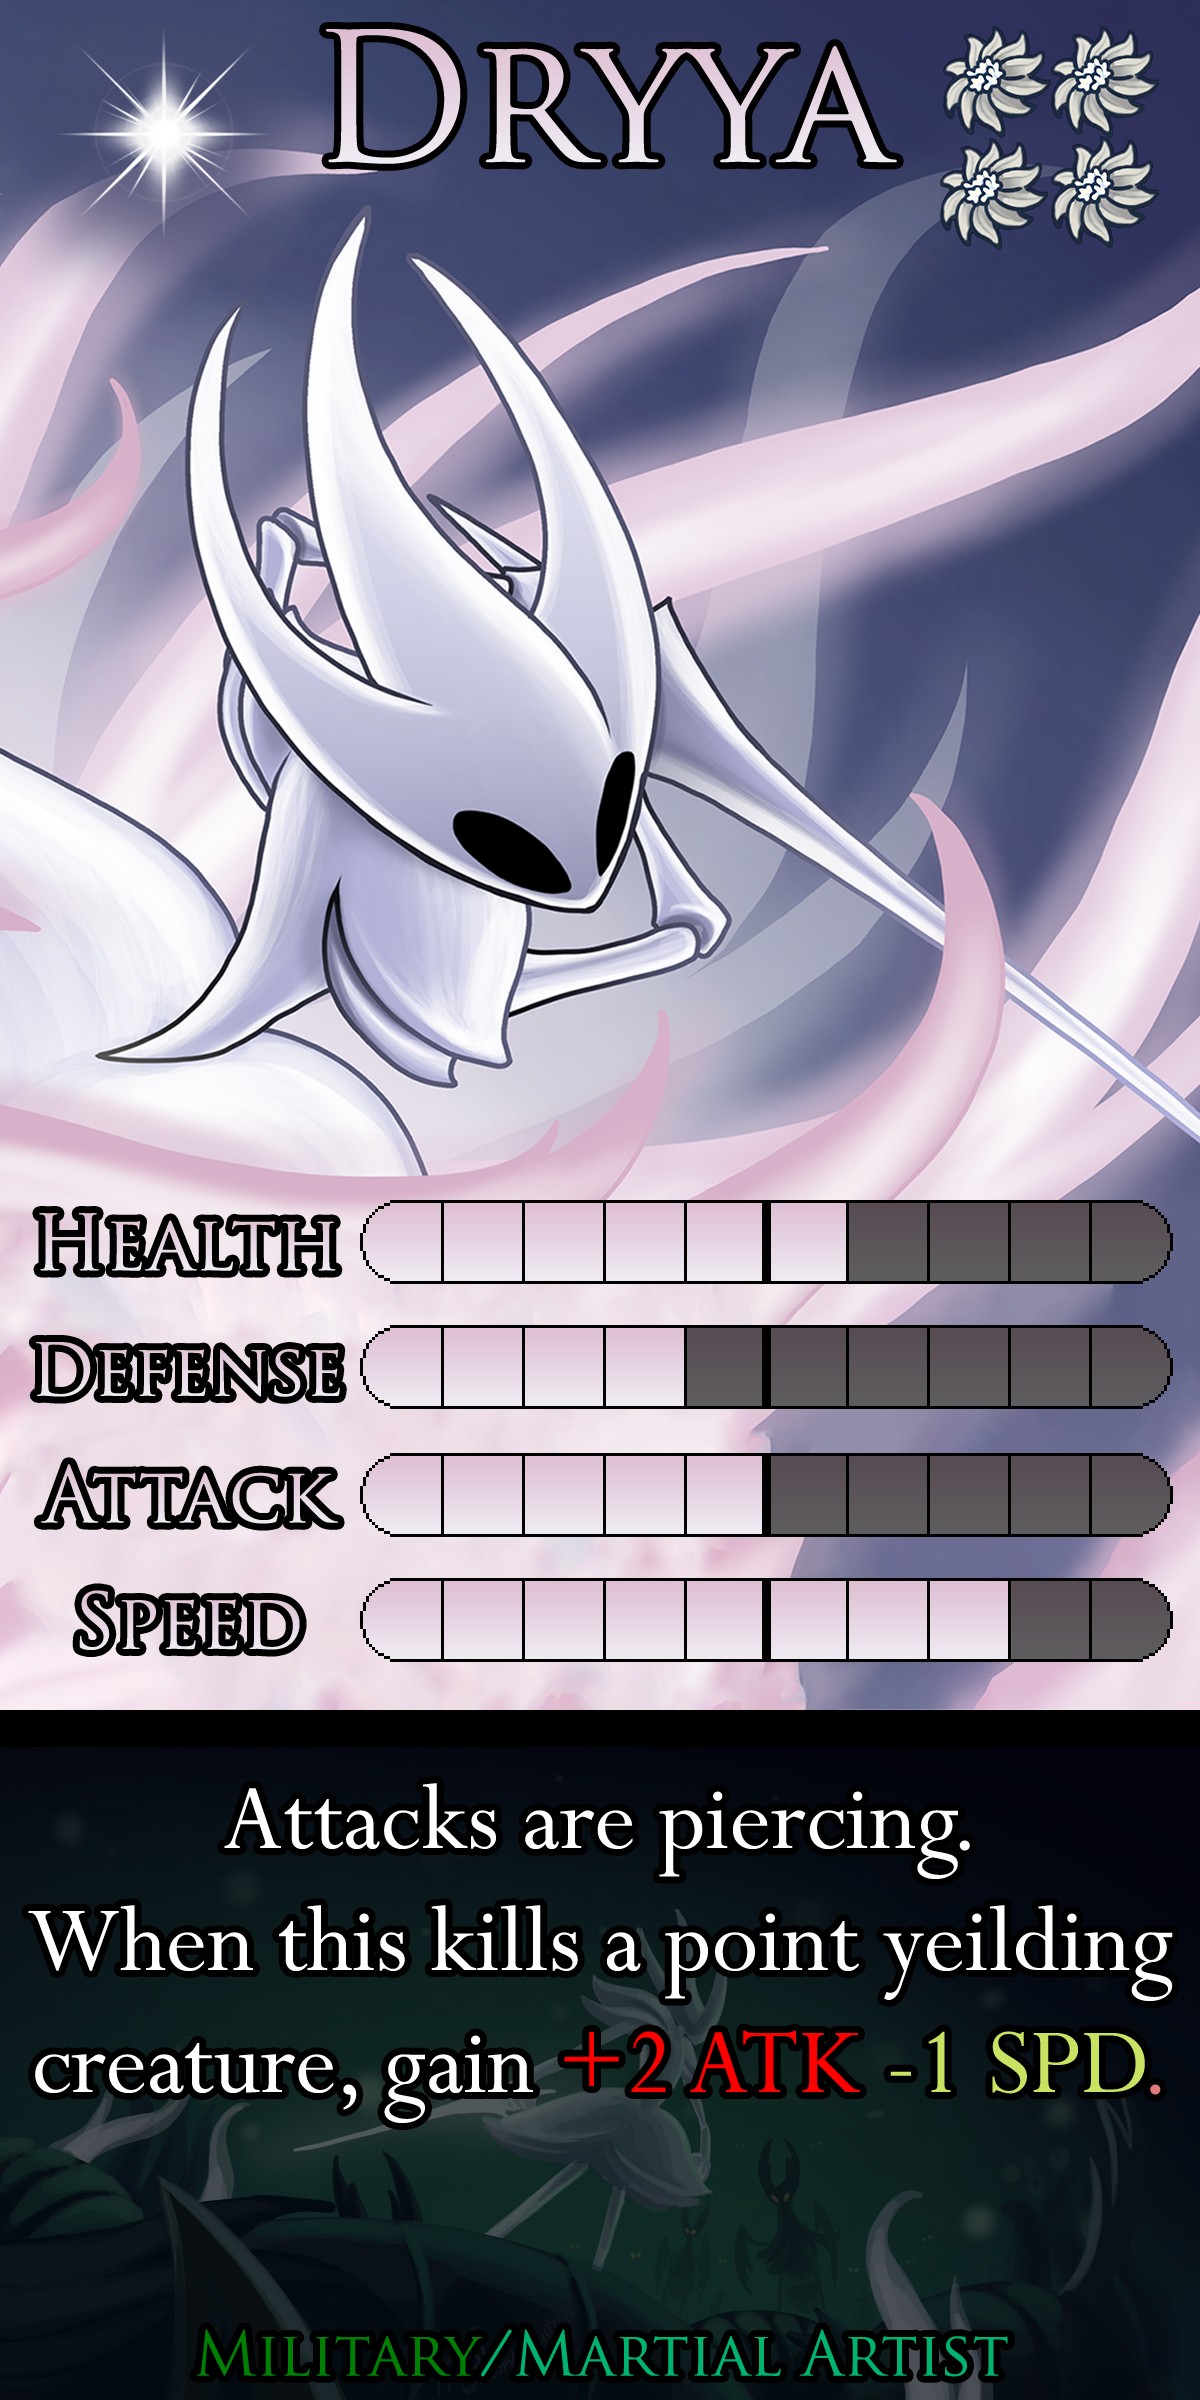 Dryya
Health
Defense
Attack
Speed
Attacks are piercing.
When this kills a point yeilding
creature, gain +2 ATK -1 SPD.
Military/Martial Artist